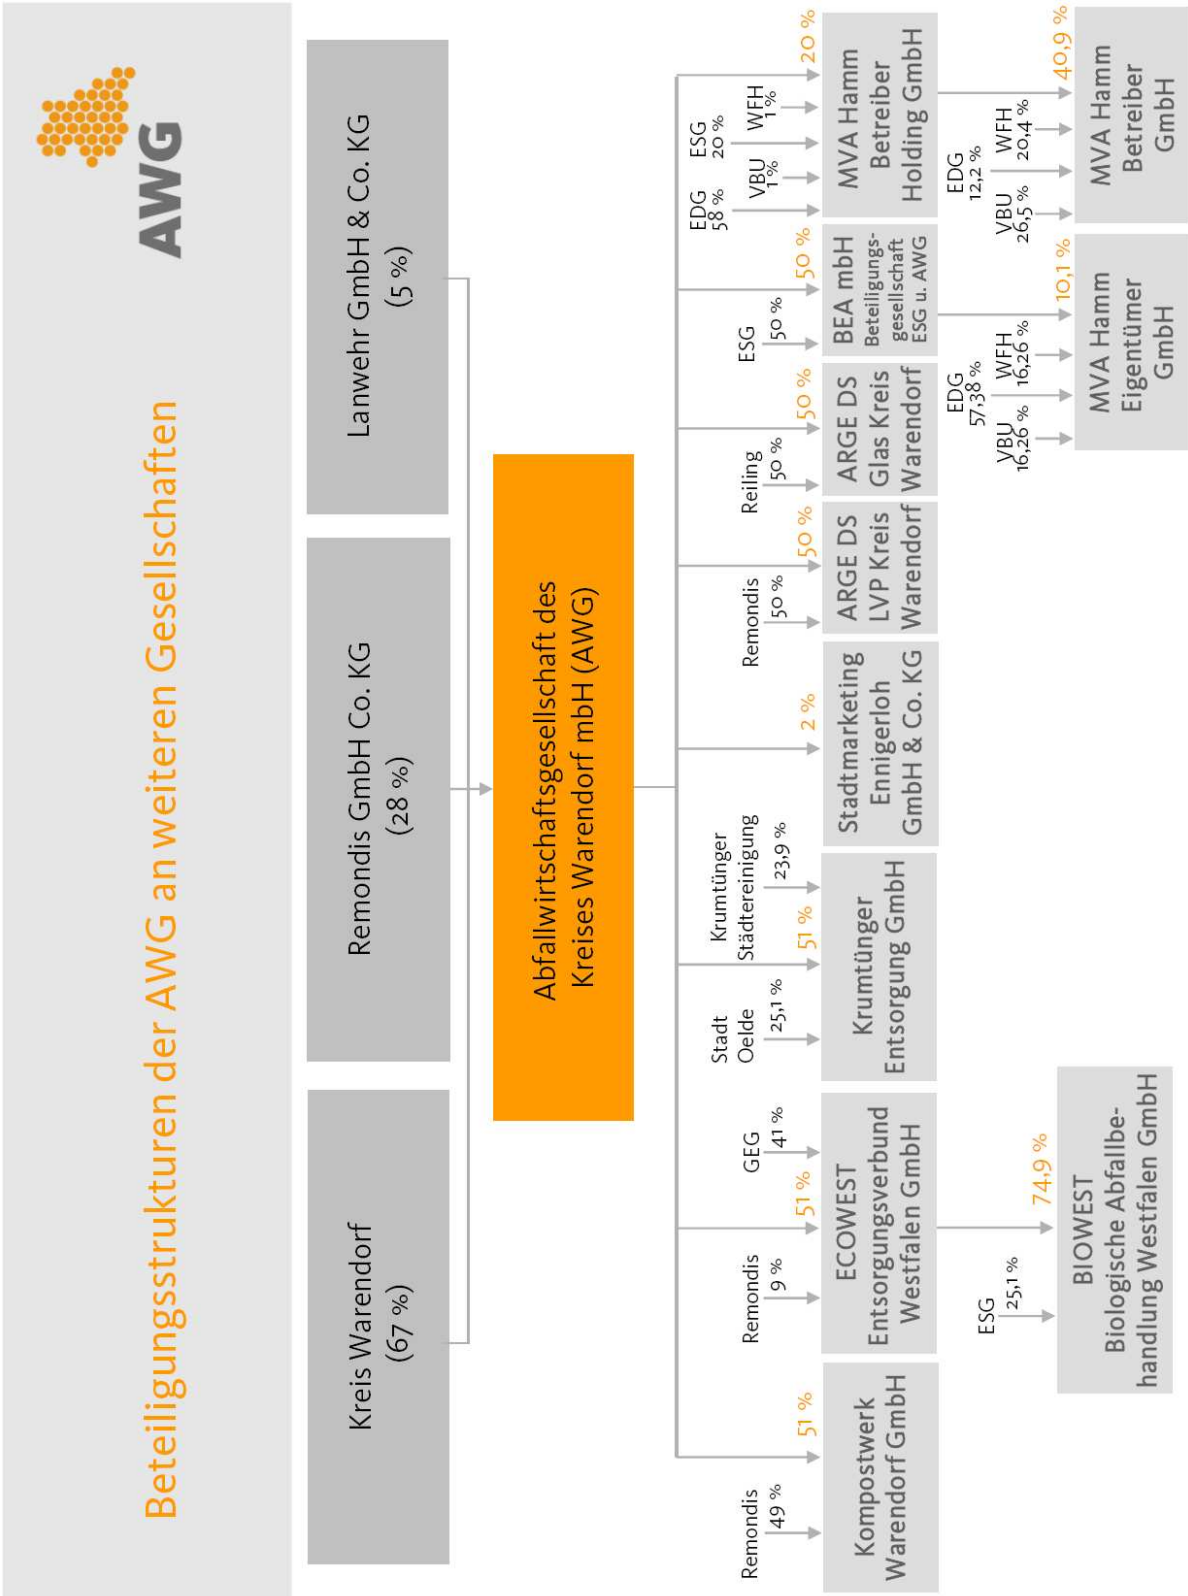 Beteiligungsstrukturen der AWG an weiteren Gesellschaften
AWG
Kreis Warendorf
(67 %)
Remondis GmbH Co. KG
(28 %)
Lanwehr GmbH & Co. KG
(5 %)
Abfallwirtschaftsgesellschaft des
Kreises Warendorf mbH (AWG)
Remondis
49 %
51 %
Kompostwerk
Warendorf GmbH
Remondis
9 %
51 %
GEG
41 %
ECOWEST
Entsorgungsverbund
Westfalen GmbH
Stadt
Oelde
25,1 %
51 %
Krumtünger
Städtereinigung
23,9 %
Krumtünger
Entsorgung GmbH
2 %
Stadtmarketing
Ennigerloh
GmbH & Co. KG
Remondis
50 %
50 %
ARGE DS
LVP Kreis
Warendorf
Reiling
50 %
50 %
ARGE DS
Glas Kreis
Warendorf
ESG
50 %
50 %
BEA mbH
Beteiligungs-
gesellschaft
ESG u. AWG
EDG
58 %
VBU
1%
ESG
20 %
WFH
1%
20 %
MVA Hamm
Betreiber
Holding GmbH
ESG
25,1 %
74,9 %
BIOWEST
Biologische Abfallbe-
handlung Westfalen GmbH
VBU
16,26 %
EDG
57,38 %
WFH
16,26 %
10,1 %
MVA Hamm
Eigentümer
GmbH
VBU
26,5 %
EDG
12,2 %
WFH
20,4 %
40,9 %
MVA Hamm
Betreiber
GmbH